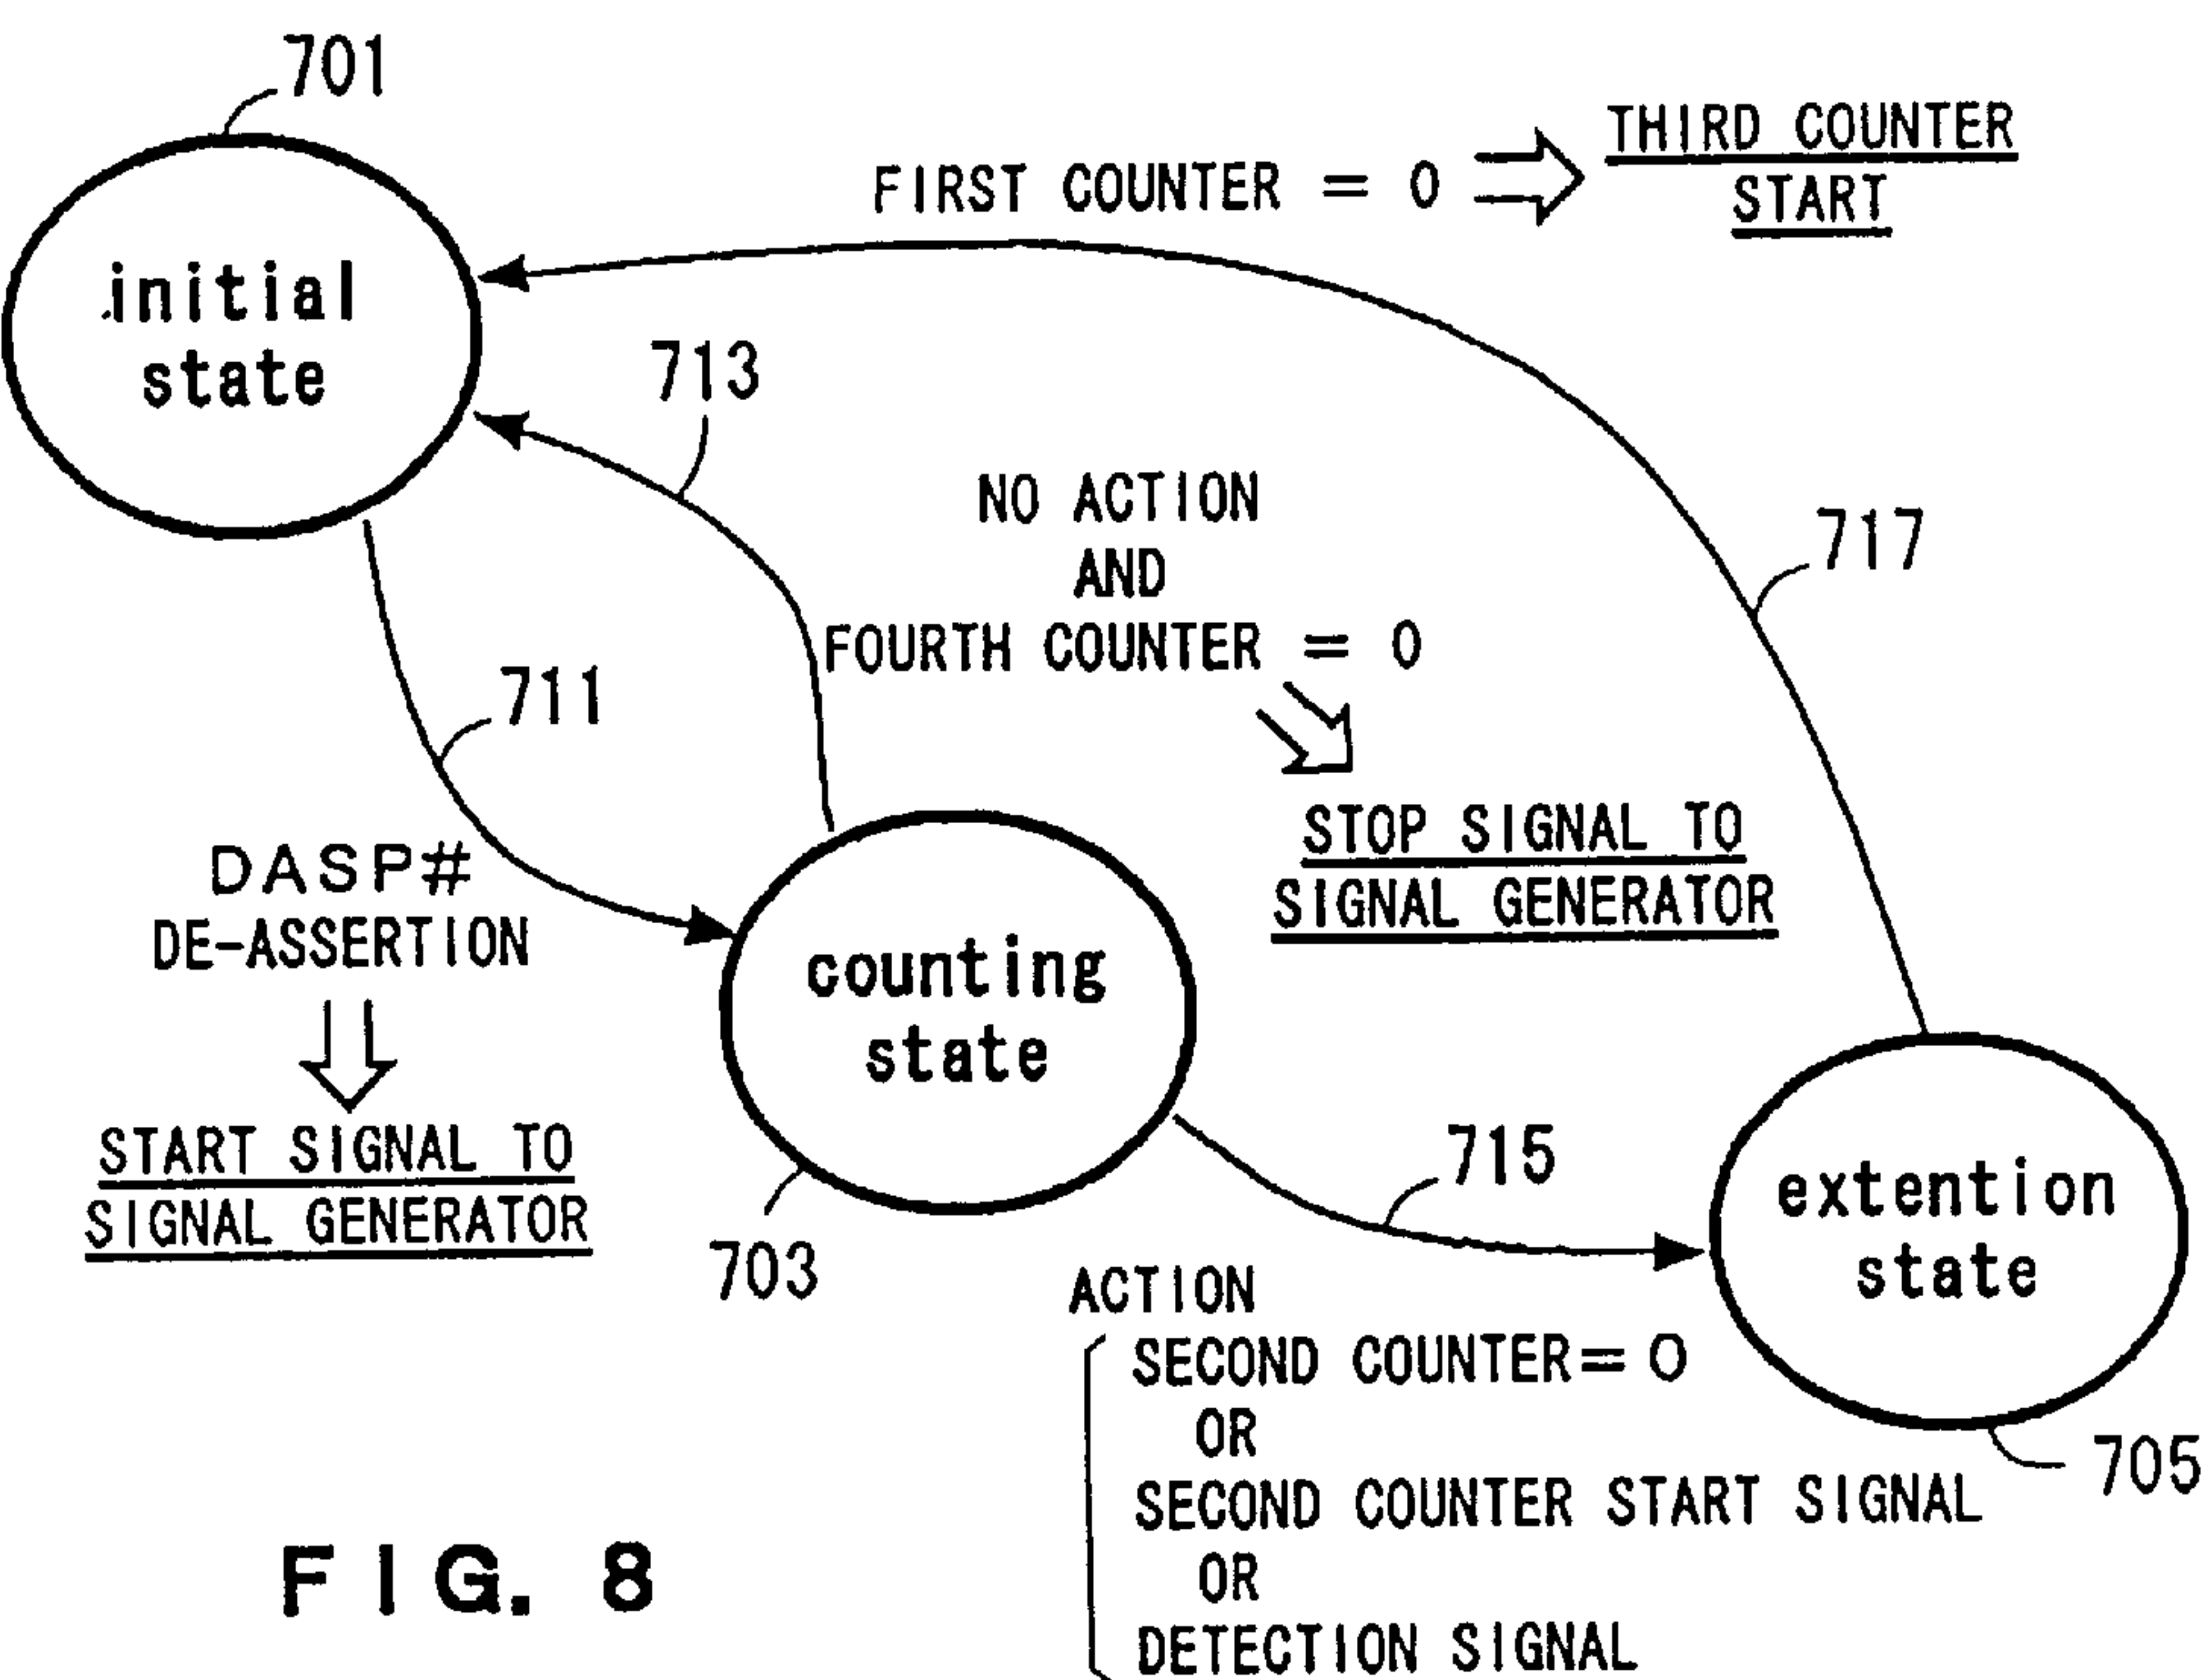 701
THIRD COUNTER
START
FIRST COUNTER = 0
initial
state
713
NO ACTION
AND
FOURTH COUNTER = 0
717
711
STOP SIGNAL TO
SIGNAL GENERATOR
DASP#
DE-ASSERTION
counting
state
START SIGNAL TO
SIGNAL GENERATOR
703
715
extention
state
705
ACTION
SECOND COUNTER = 0
OR
SECOND COUNTER START SIGNAL
OR
DETECTION SIGNAL
FIG. 8